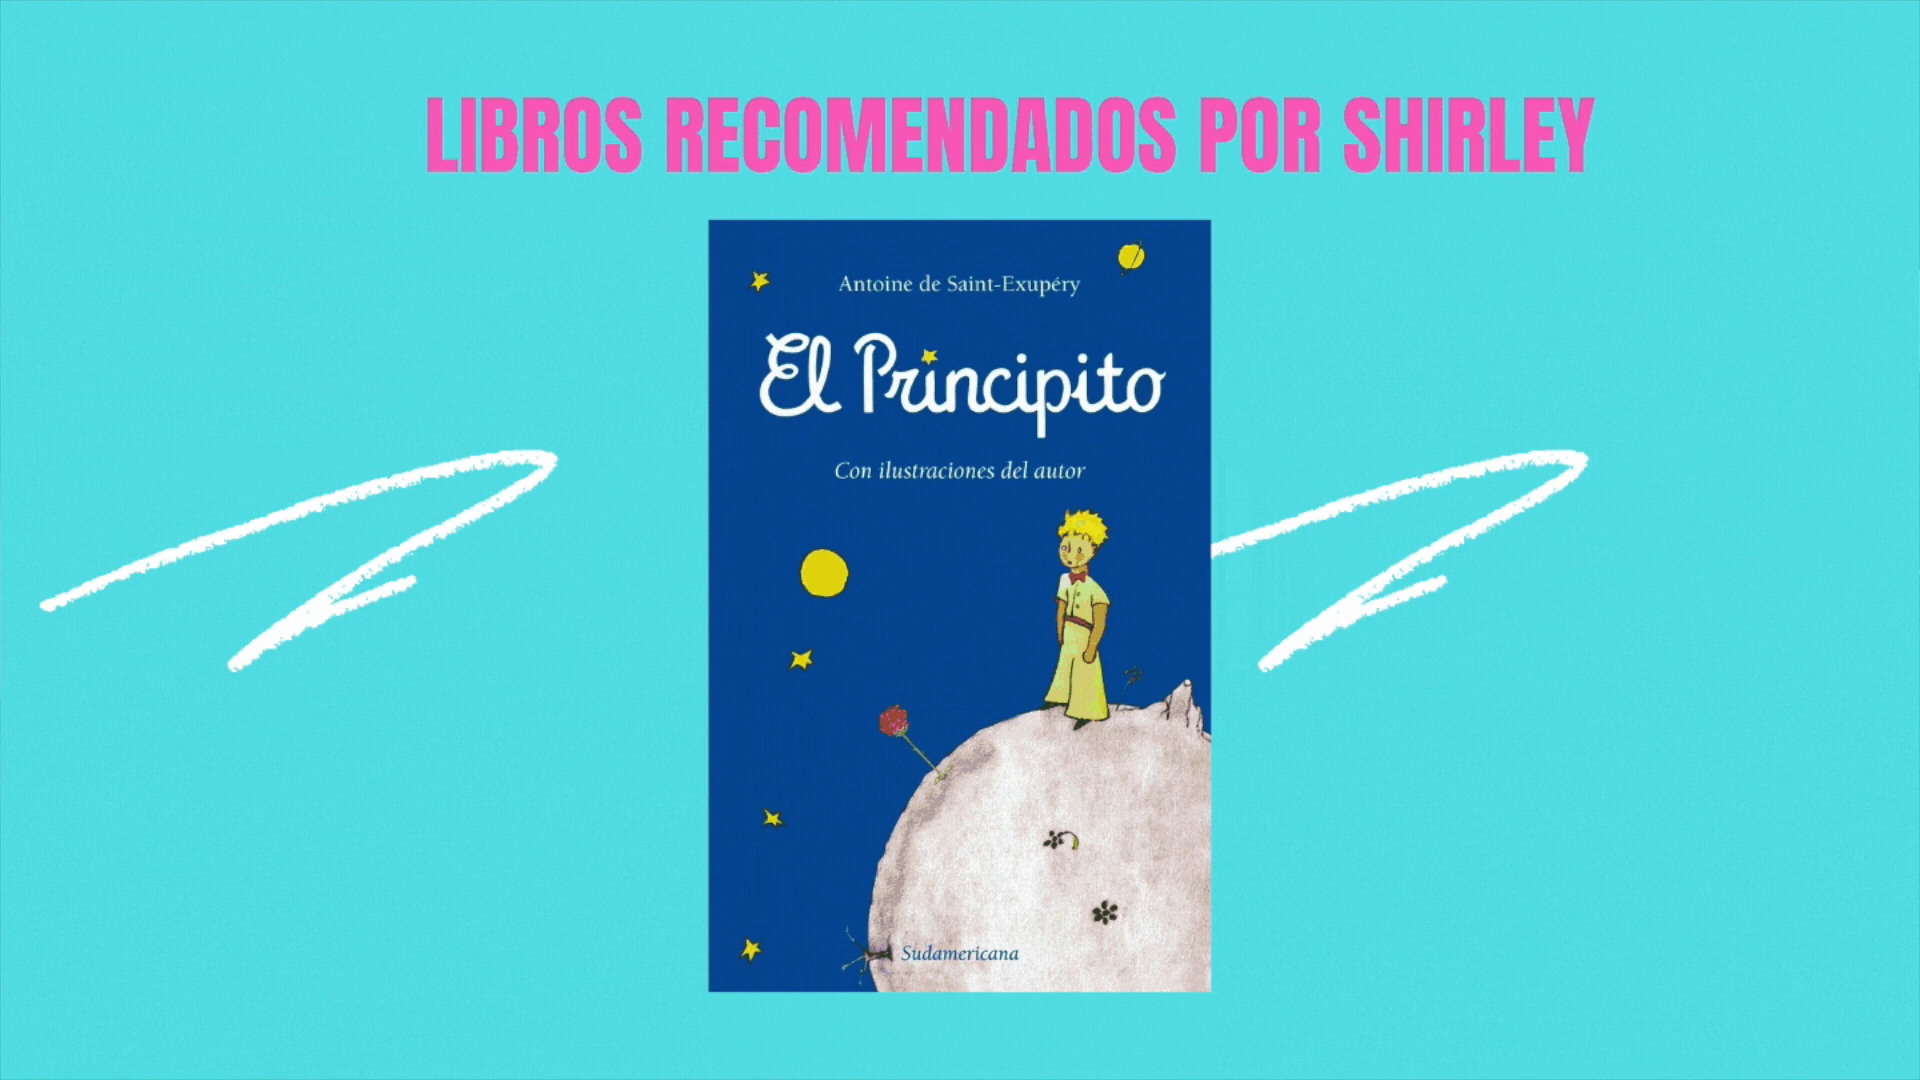 LIBROS RECOMENDADOS POR SHIRLEY
Antoine de Saint-Exupéry
El Principito
Con ilustraciones del autor
Sudamericana